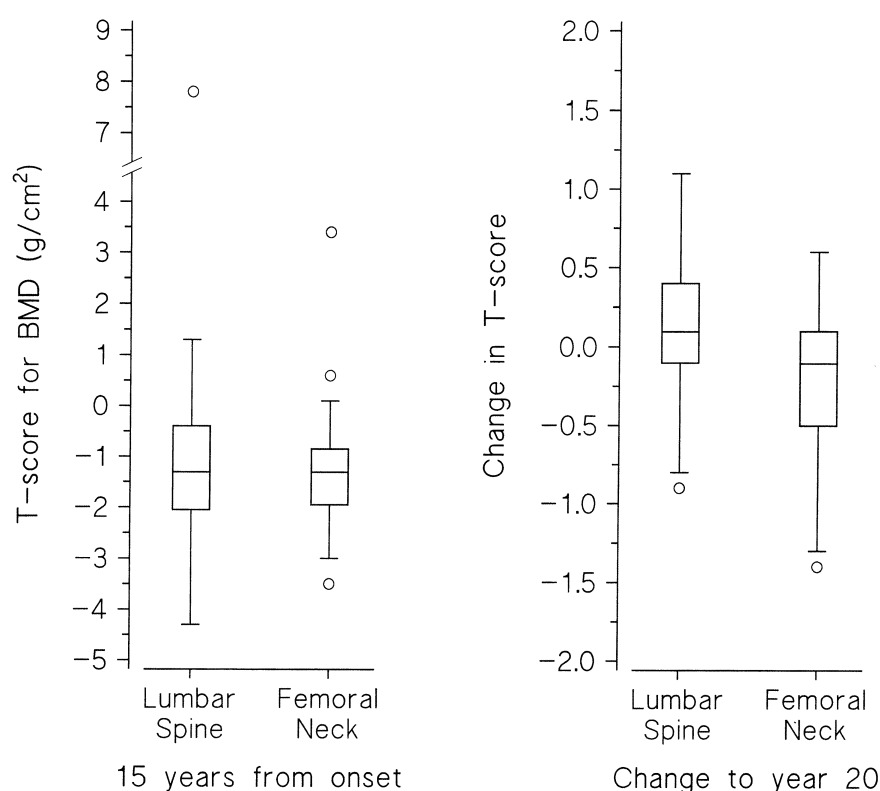 T-score for BMD (g/cm²)
9
8
7
4
3
2
1
0
−1
−2
−3
−4
−5
Lumbar Spine
Femoral Neck
15 years from onset
Change in T-score
2.0
1.5
1.0
0.5
0.0
−0.5
−1.0
−1.5
−2.0
Lumbar Spine
Femoral Neck
Change to year 20